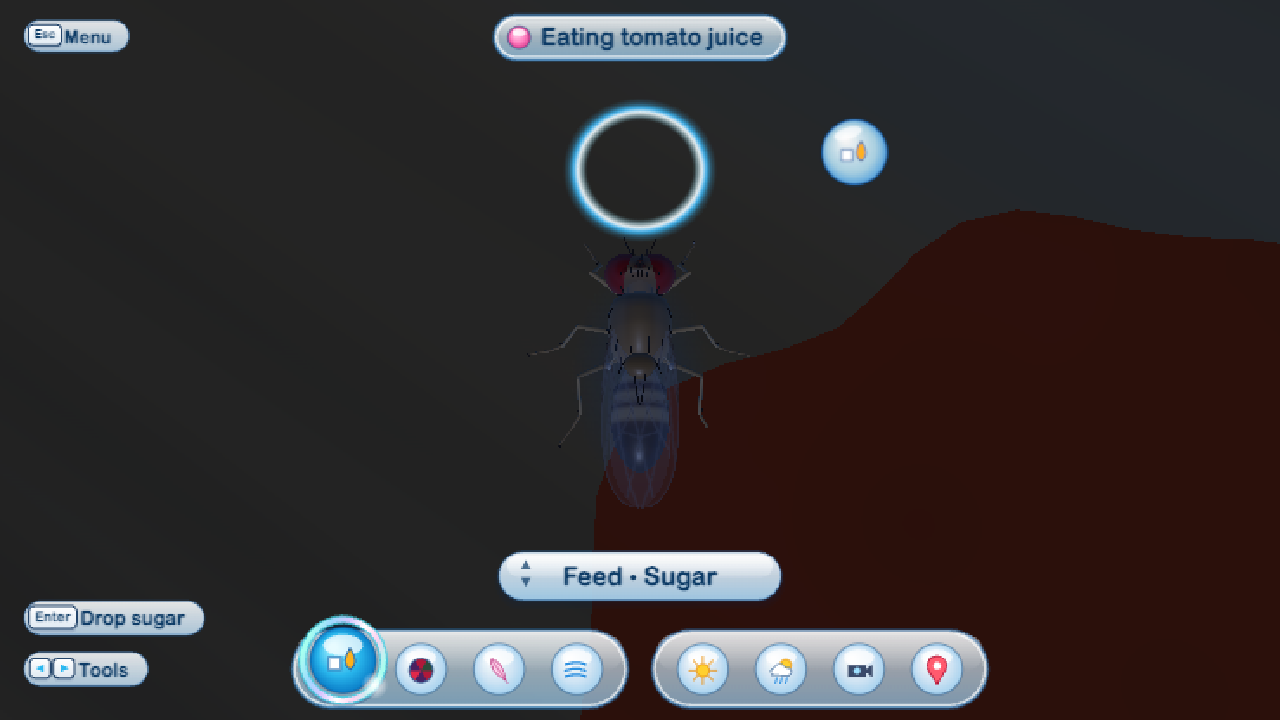 Esc Menu
Eating tomato juice
Feed • Sugar
Enter Drop sugar
Tools